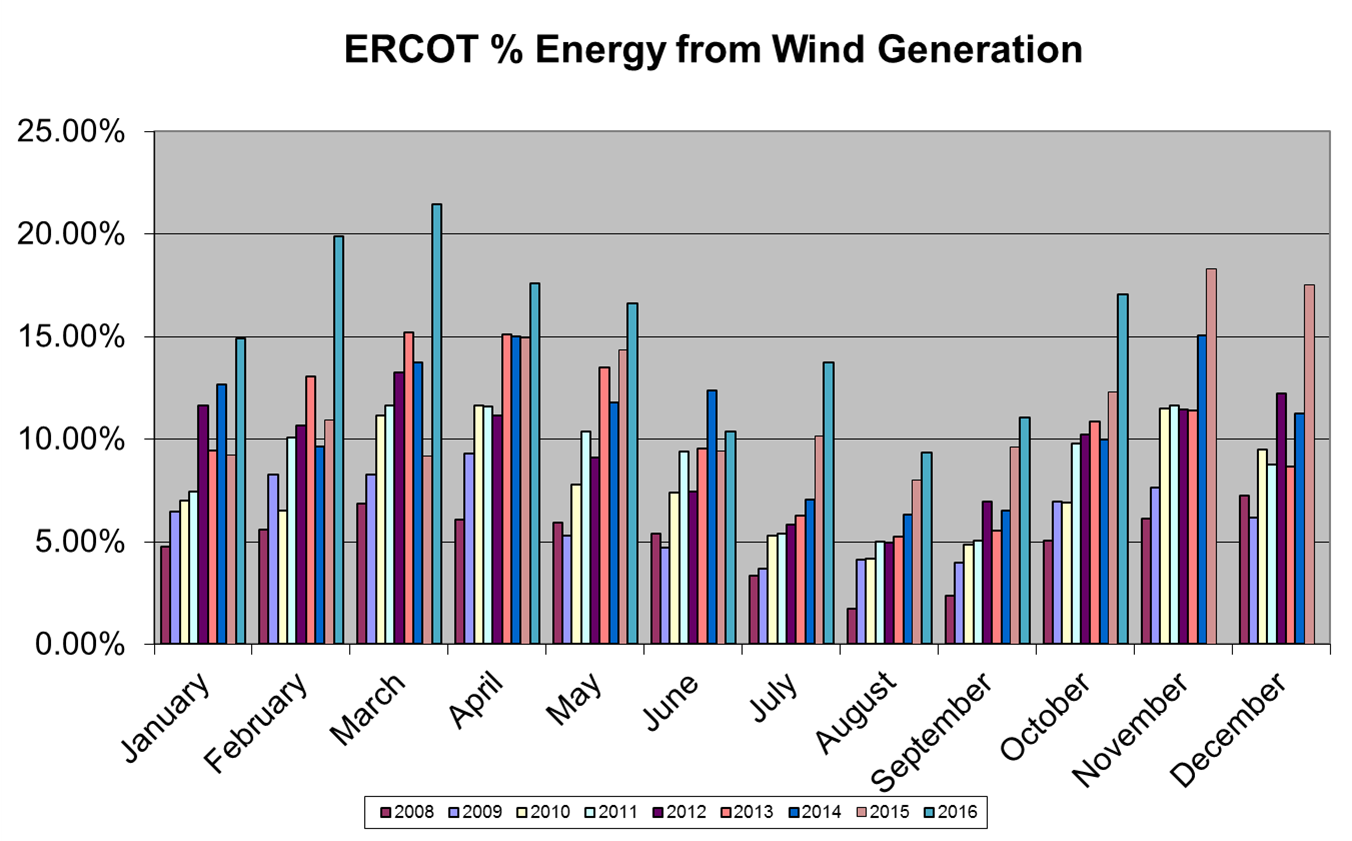 ERCOT % Energy from Wind Generation
25.00%
20.00%
15.00%
10.00%
5.00%
0.00%
January
February
March
April
May
June
July
August
September
October
November
December
2008 2009 2010 2011 2012 2013 2014 2015 2016